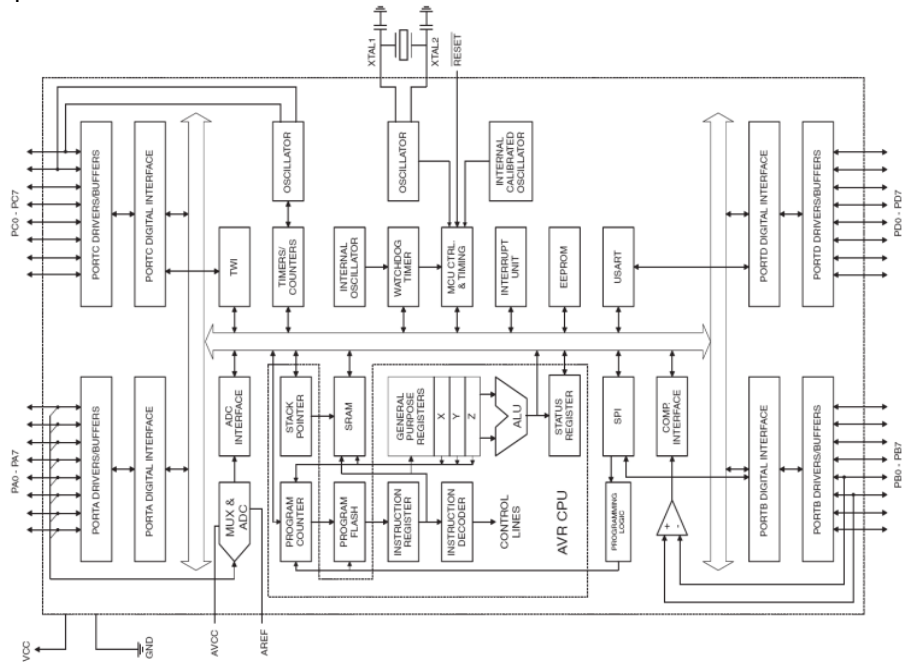 VCC
PA0 - PA7
PC0 - PC7
PORTA DRIVERS/BUFFERS
PORTC DRIVERS/BUFFERS
GND
PORTA DIGITAL INTERFACE
PORTC DIGITAL INTERFACE
AVCC
MUX &
ADC
ADC
INTERFACE
TWI
AREF
PROGRAM
COUNTER
STACK
POINTER
TIMERS/
COUNTERS
OSCILLATOR
PROGRAM
FLASH
SRAM
INTERNAL
OSCILLATOR
XTAL1
INSTRUCTION
REGISTER
GENERAL
PURPOSE
REGISTERS
X
Y
Z
WATCHDOG
TIMER
OSCILLATOR
XTAL2
INSTRUCTION
DECODER
MCU CTRL.
& TIMING
RESET
CONTROL
LINES
ALU
INTERRUPT
UNIT
INTERNAL
CALIBRATED
OSCILLATOR
AVR CPU
STATUS
REGISTER
EEPROM
PROGRAMMING
LOGIC
SPI
USART
+
-
COMP.
INTERFACE
PORTB DIGITAL INTERFACE
PORTD DIGITAL INTERFACE
PORTB DRIVERS/BUFFERS
PORTD DRIVERS/BUFFERS
PB0 - PB7
PD0 - PD7